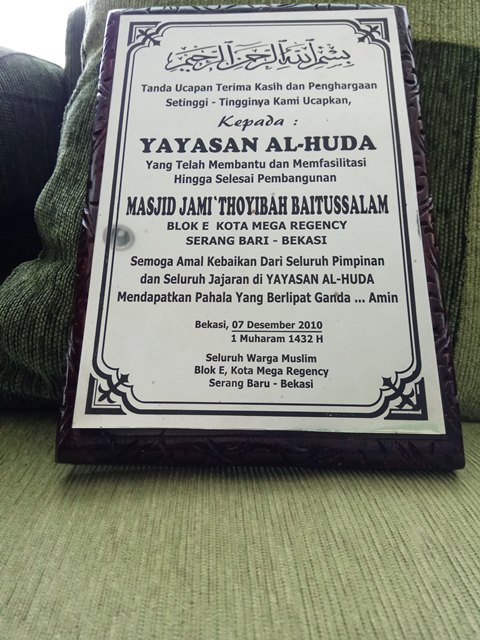 بسم الله الرحمن الرحيم
Tanda Ucapan Terima Kasih dan Penghargaan
Setinggi - Tingginya Kami Ucapkan,
Kepada :
YAYASAN AL-HUDA
Yang Telah Membantu dan Memfasilitasi
Hingga Selesai Pembangunan
MASJID JAMI`THOYIBAH BAITUSSALAM
BLOK E KOTA MEGA REGENCY
SERANG BARI - BEKASI
Semoga Amal Kebaikan Dari Seluruh Pimpinan
dan Seluruh Jajaran di YAYASAN AL-HUDA
Mendapatkan Pahala Yang Berlipat Ganda ... Amin
Bekasi, 07 Desember 2010
1 Muharam 1432 H
Seluruh Warga Muslim
Blok E, Kota Mega Regency
Serang Baru - Bekasi